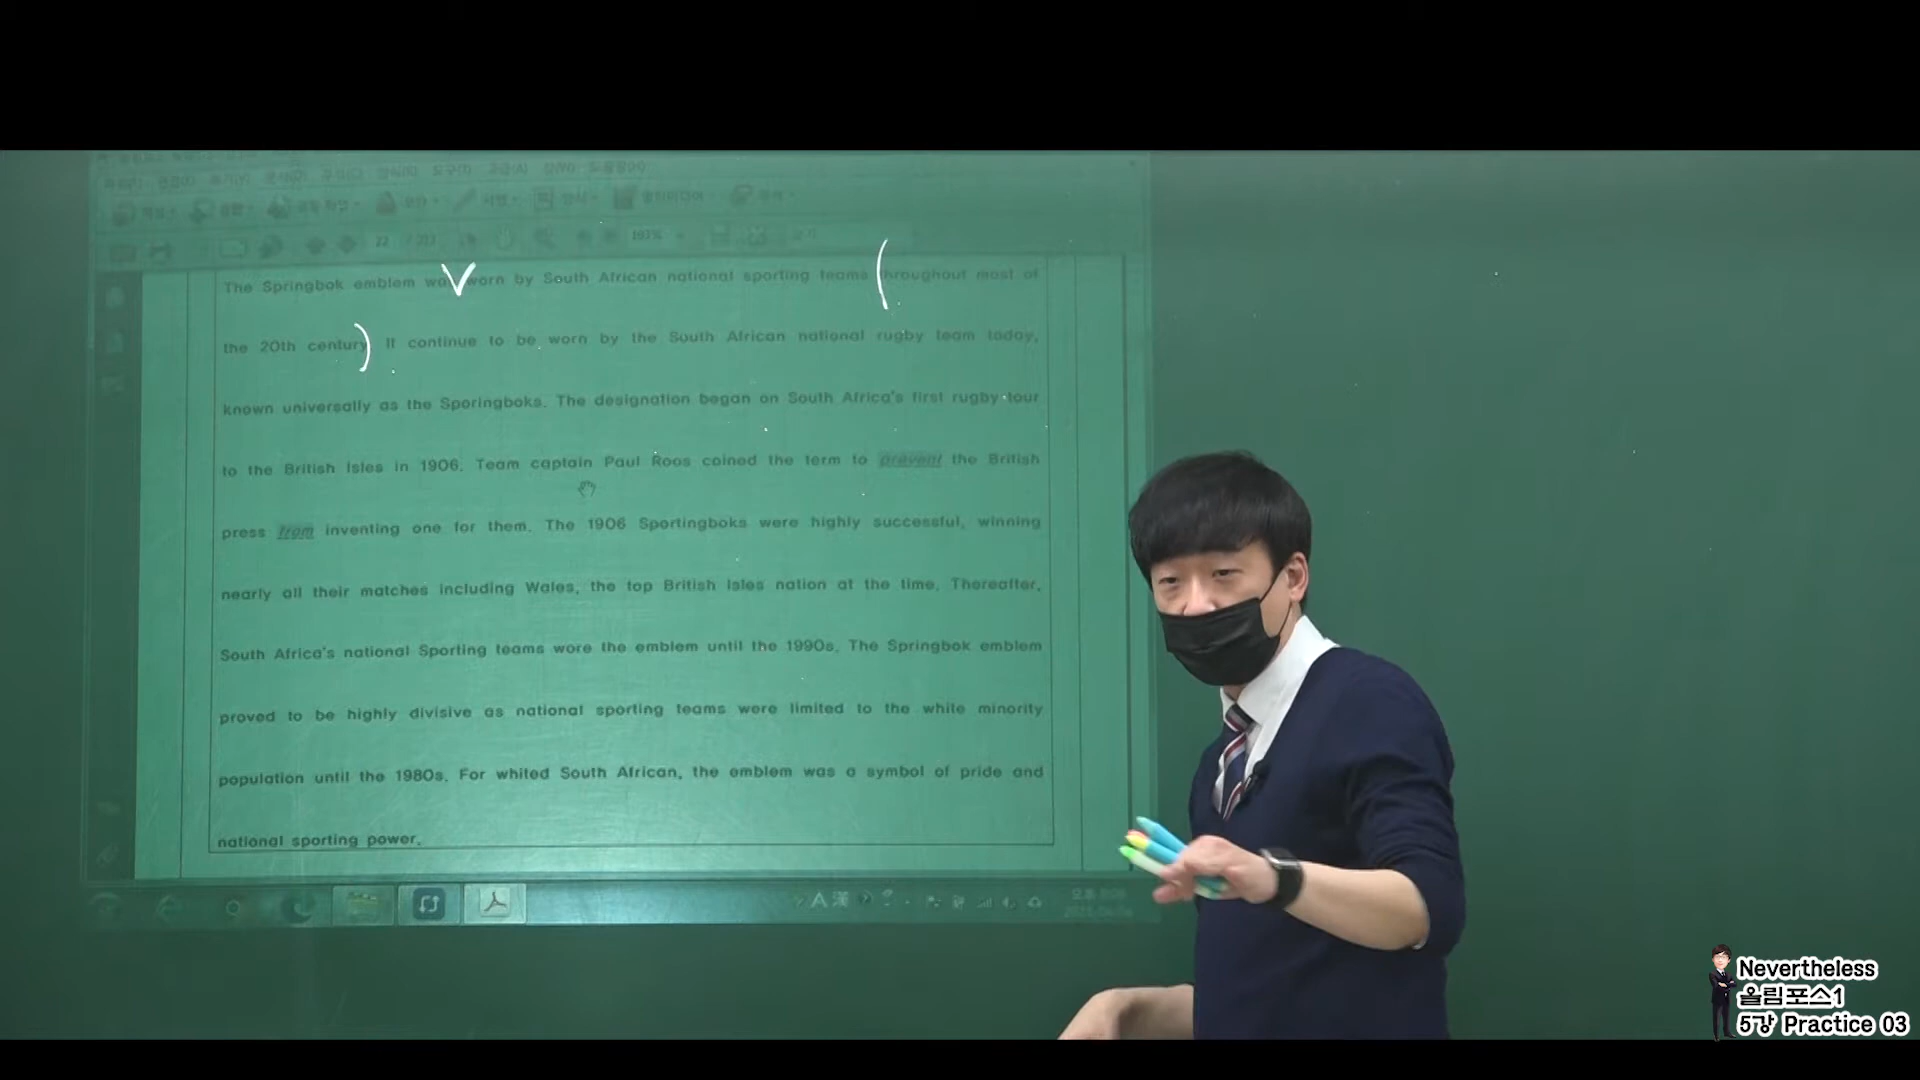 22 / 217
197%
The Springbok emblem was worn by South African national sporting teams (throughout most of
the 20th century) It continue to be worn by the South African national rugby team today,
known universally as the Sporingboks. The designation began on South Africa's first rugby tour
to the British Isles in 1906. Team captain Paul Roos coined the term to prevent the British
press from inventing one for them. The 1906 Sportingboks were highly successful, winning
nearly all their matches including Wales, the top British Isles nation at the time. Thereafter,
South Africa's national Sporting teams wore the emblem until the 1990s. The Springbok emblem
proved to be highly divisive as national sporting teams were limited to the white minority
population until the 1980s. For whited South African, the emblem was a symbol of pride and
national sporting power.
A 漢
Nevertheless
올림포스1
5강 Practice 03